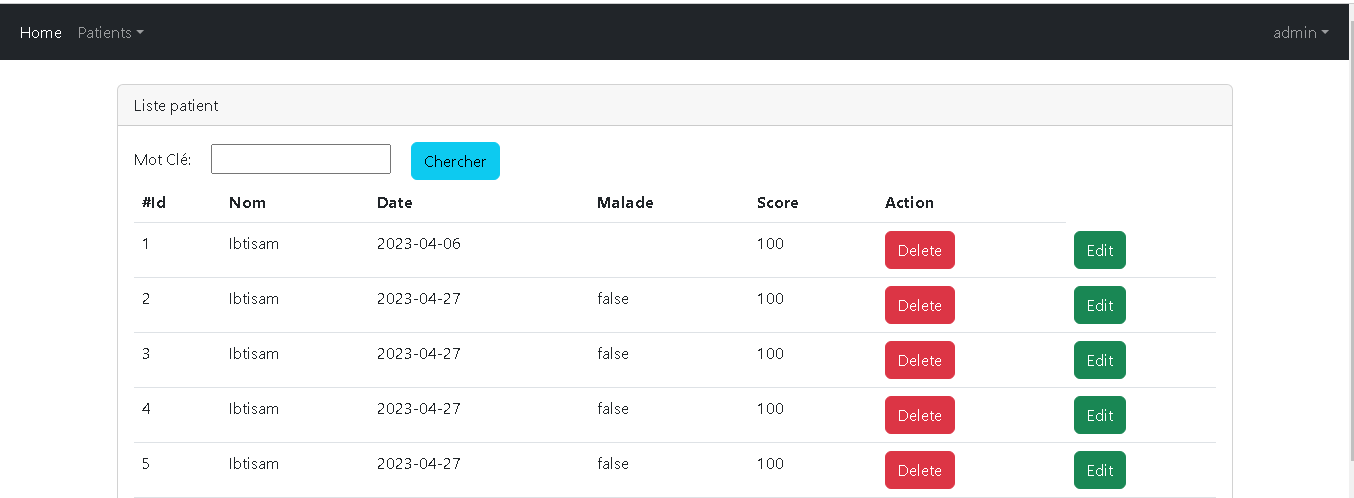 Home Patients admin
Liste patient
Mot Clé: Chercher
#Id Nom Date Malade Score Action
1 Ibtisam 2023-04-06 100 Delete Edit
2 Ibtisam 2023-04-27 false 100 Delete Edit
3 Ibtisam 2023-04-27 false 100 Delete Edit
4 Ibtisam 2023-04-27 false 100 Delete Edit
5 Ibtisam 2023-04-27 false 100 Delete Edit